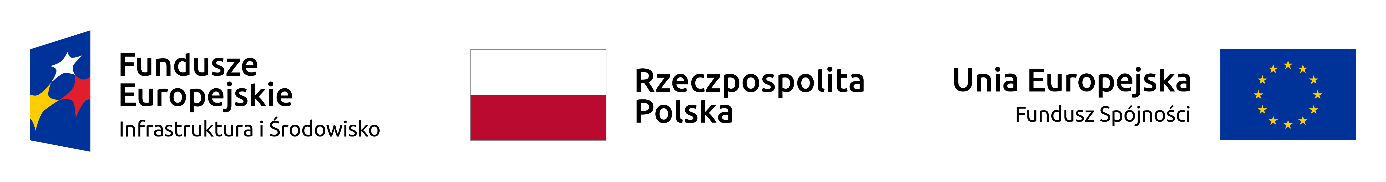 Fundusze
Europejskie
Infrastruktura i Środowisko
Rzeczpospolita
Polska
Unia Europejska
Fundusz Spójności